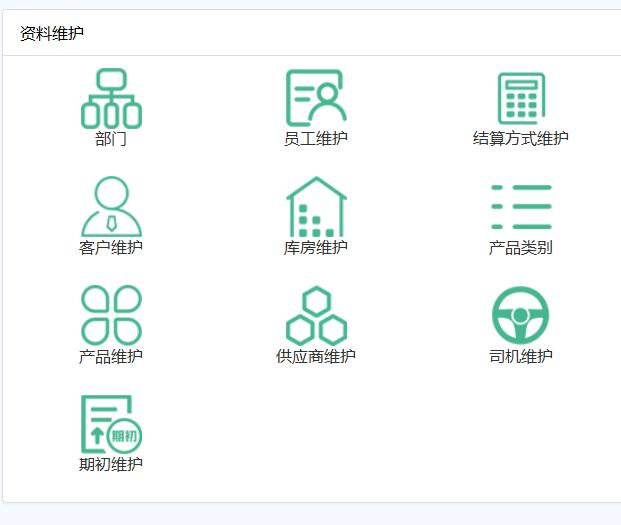 资料维护
部门
员工维护
结算方式维护
客户维护
库房维护
产品类别
产品维护
供应商维护
司机维护
期初
期初维护